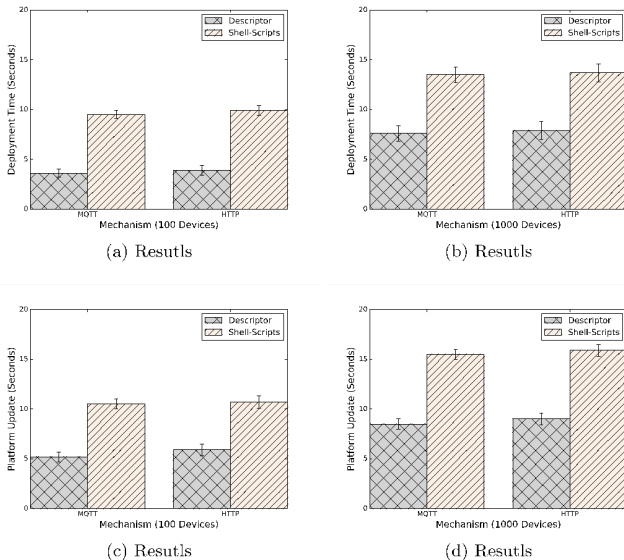 20
15
10
5
0
Deployment Time (Seconds)
Descriptor
Shell-Scripts
MQTT
HTTP
Mechanism (100 Devices)
(a) Resutls
20
15
10
5
0
Deployment Time (Seconds)
Descriptor
Shell-Scripts
MQTT
HTTP
Mechanism (1000 Devices)
(b) Resutls
20
15
10
5
0
Platform Update (Seconds)
Descriptor
Shell-Scripts
MQTT
HTTP
Mechanism (100 Devices)
(c) Resutls
20
15
10
5
0
Platform Update (Seconds)
Descriptor
Shell-Scripts
MQTT
HTTP
Mechanism (1000 Devices)
(d) Resutls